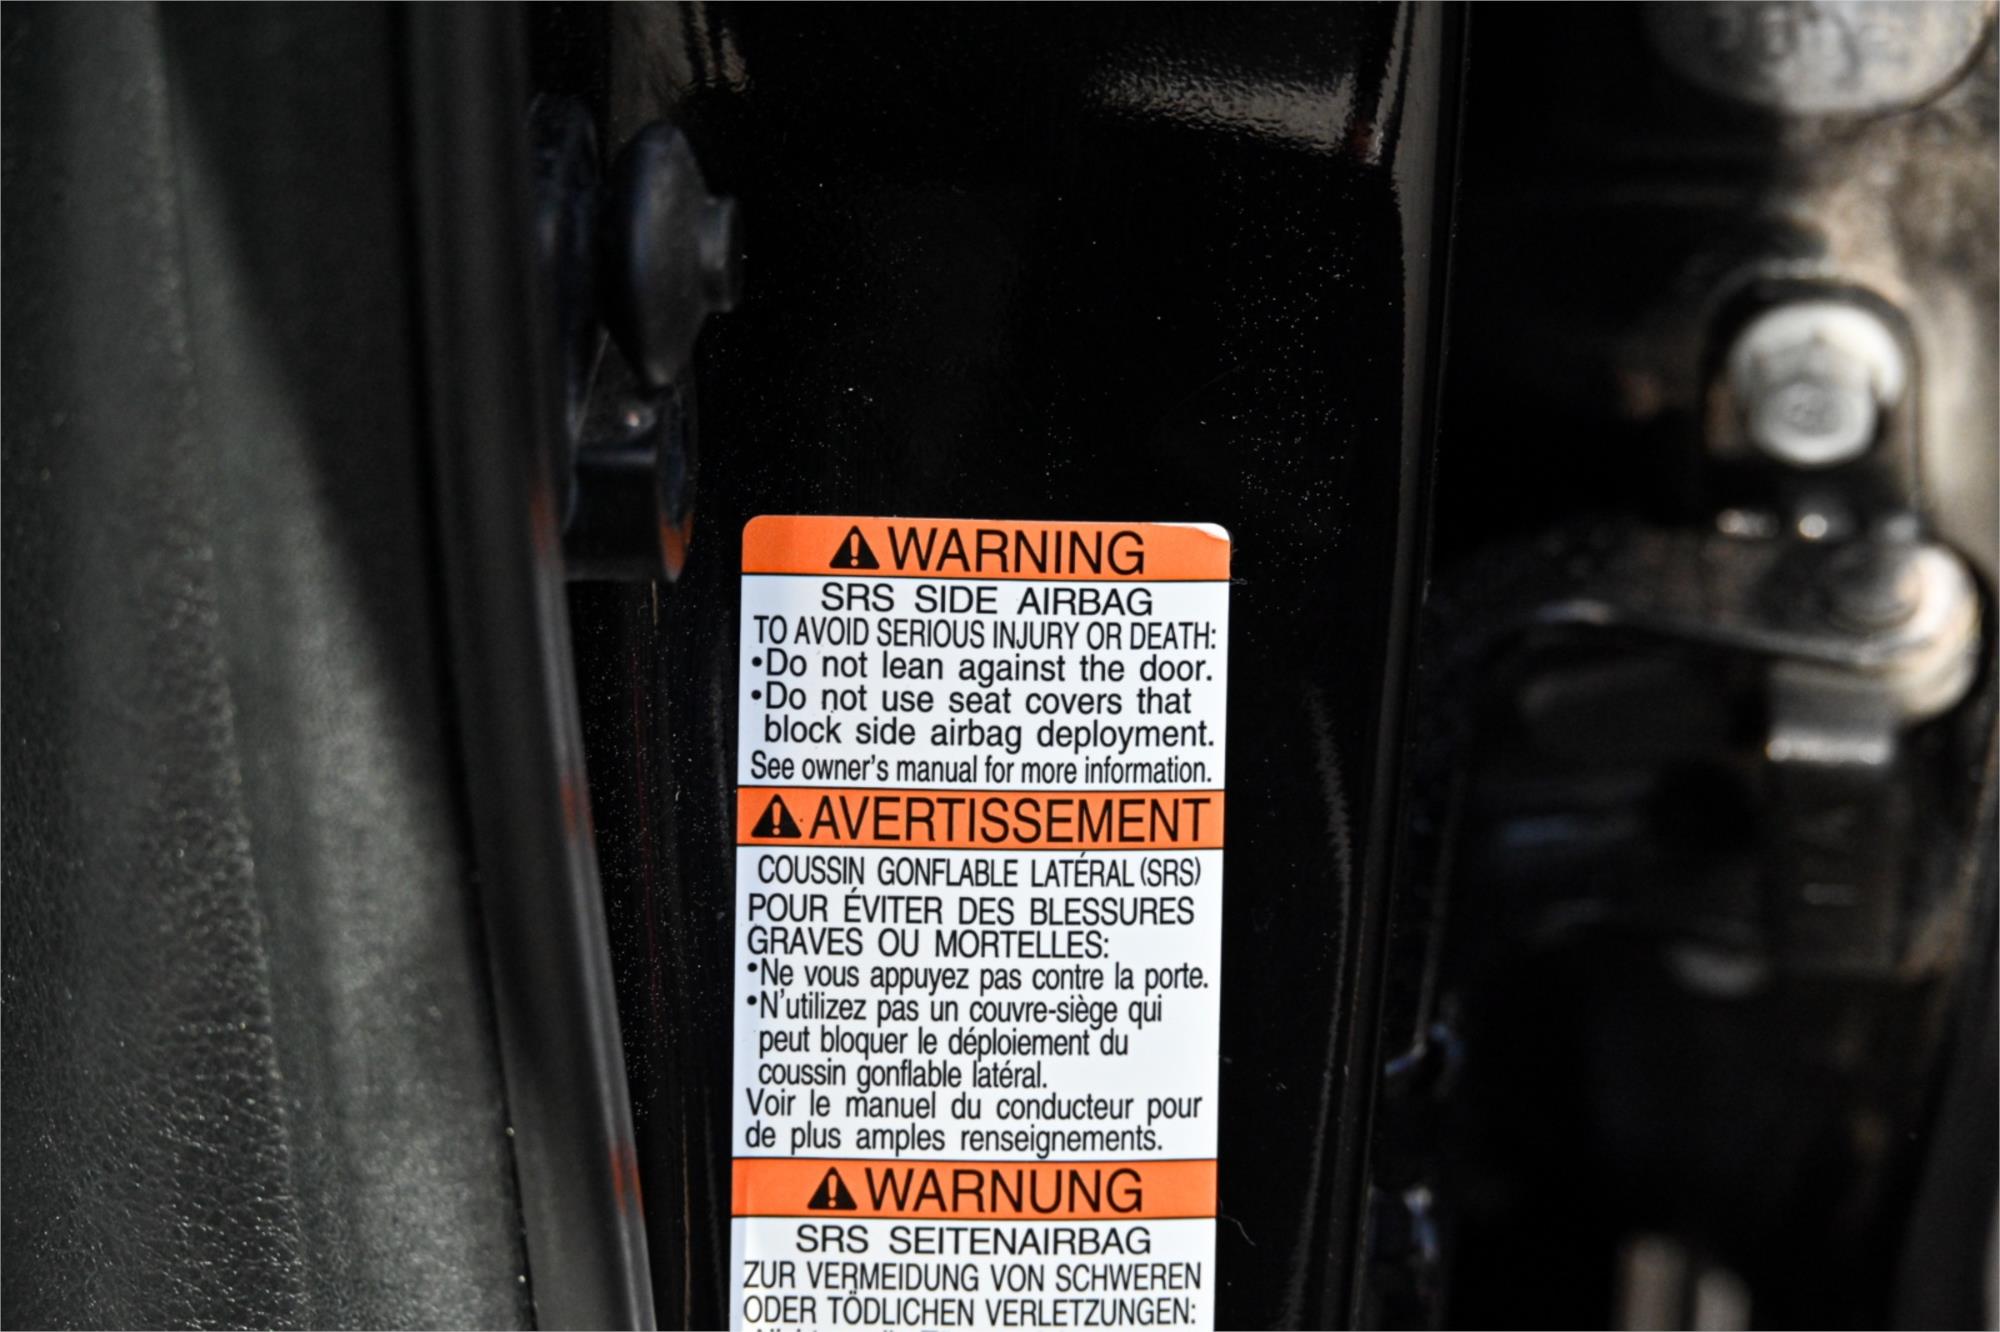 WARNING
SRS SIDE AIRBAG
TO AVOID SERIOUS INJURY OR DEATH:
•Do not lean against the door.
•Do not use seat covers that
block side airbag deployment.
See owner's manual for more information.
AVERTISSEMENT
COUSSIN GONFLABLE LATÉRAL (SRS)
POUR ÉVITER DES BLESSURES
GRAVES OU MORTELLES:
•Ne vous appuyez pas contre la porte.
•N'utilizez pas un couvre-siège qui
peut bloquer le déploiement du
coussin gonflable latéral.
Voir le manuel du conducteur pour
de plus amples renseignements.
WARNUNG
SRS SEITENAIRBAG
ZUR VERMEIDUNG VON SCHWEREN
ODER TÖDLICHEN VERLETZUNGEN: